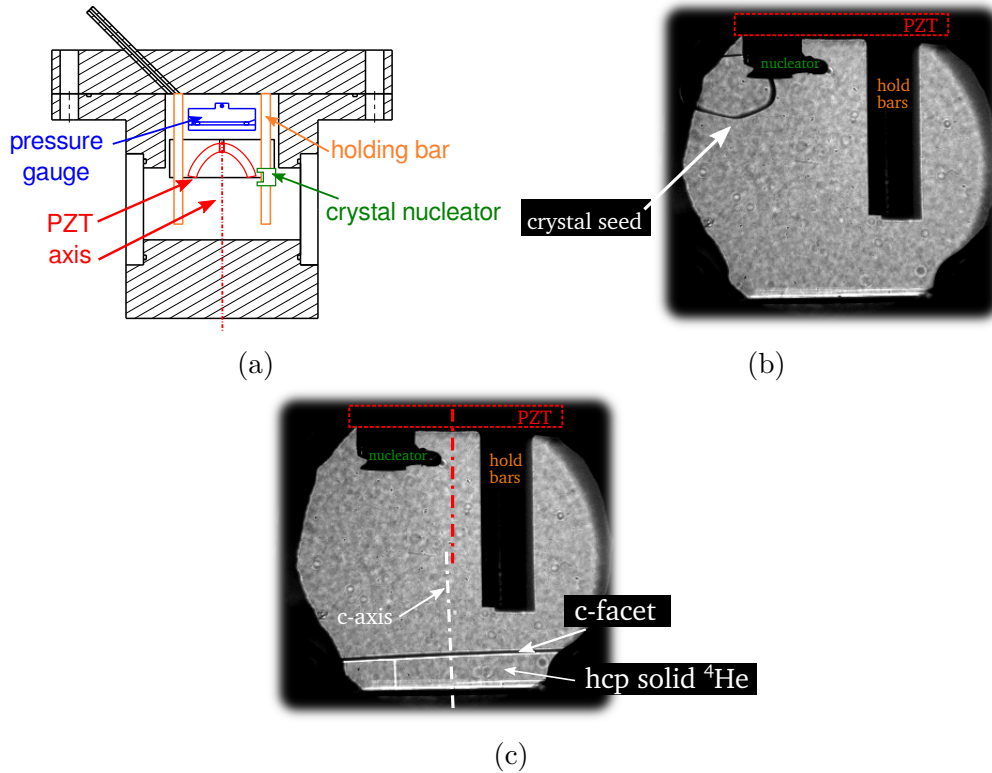 pressure
gauge
PZT
axis
holding bar
crystal nucleator
(a)
PZT
nucleator
hold
bars
crystal seed
(b)
PZT
nucleator
hold
bars
c-axis
c-facet
hcp solid ⁴He
(c)